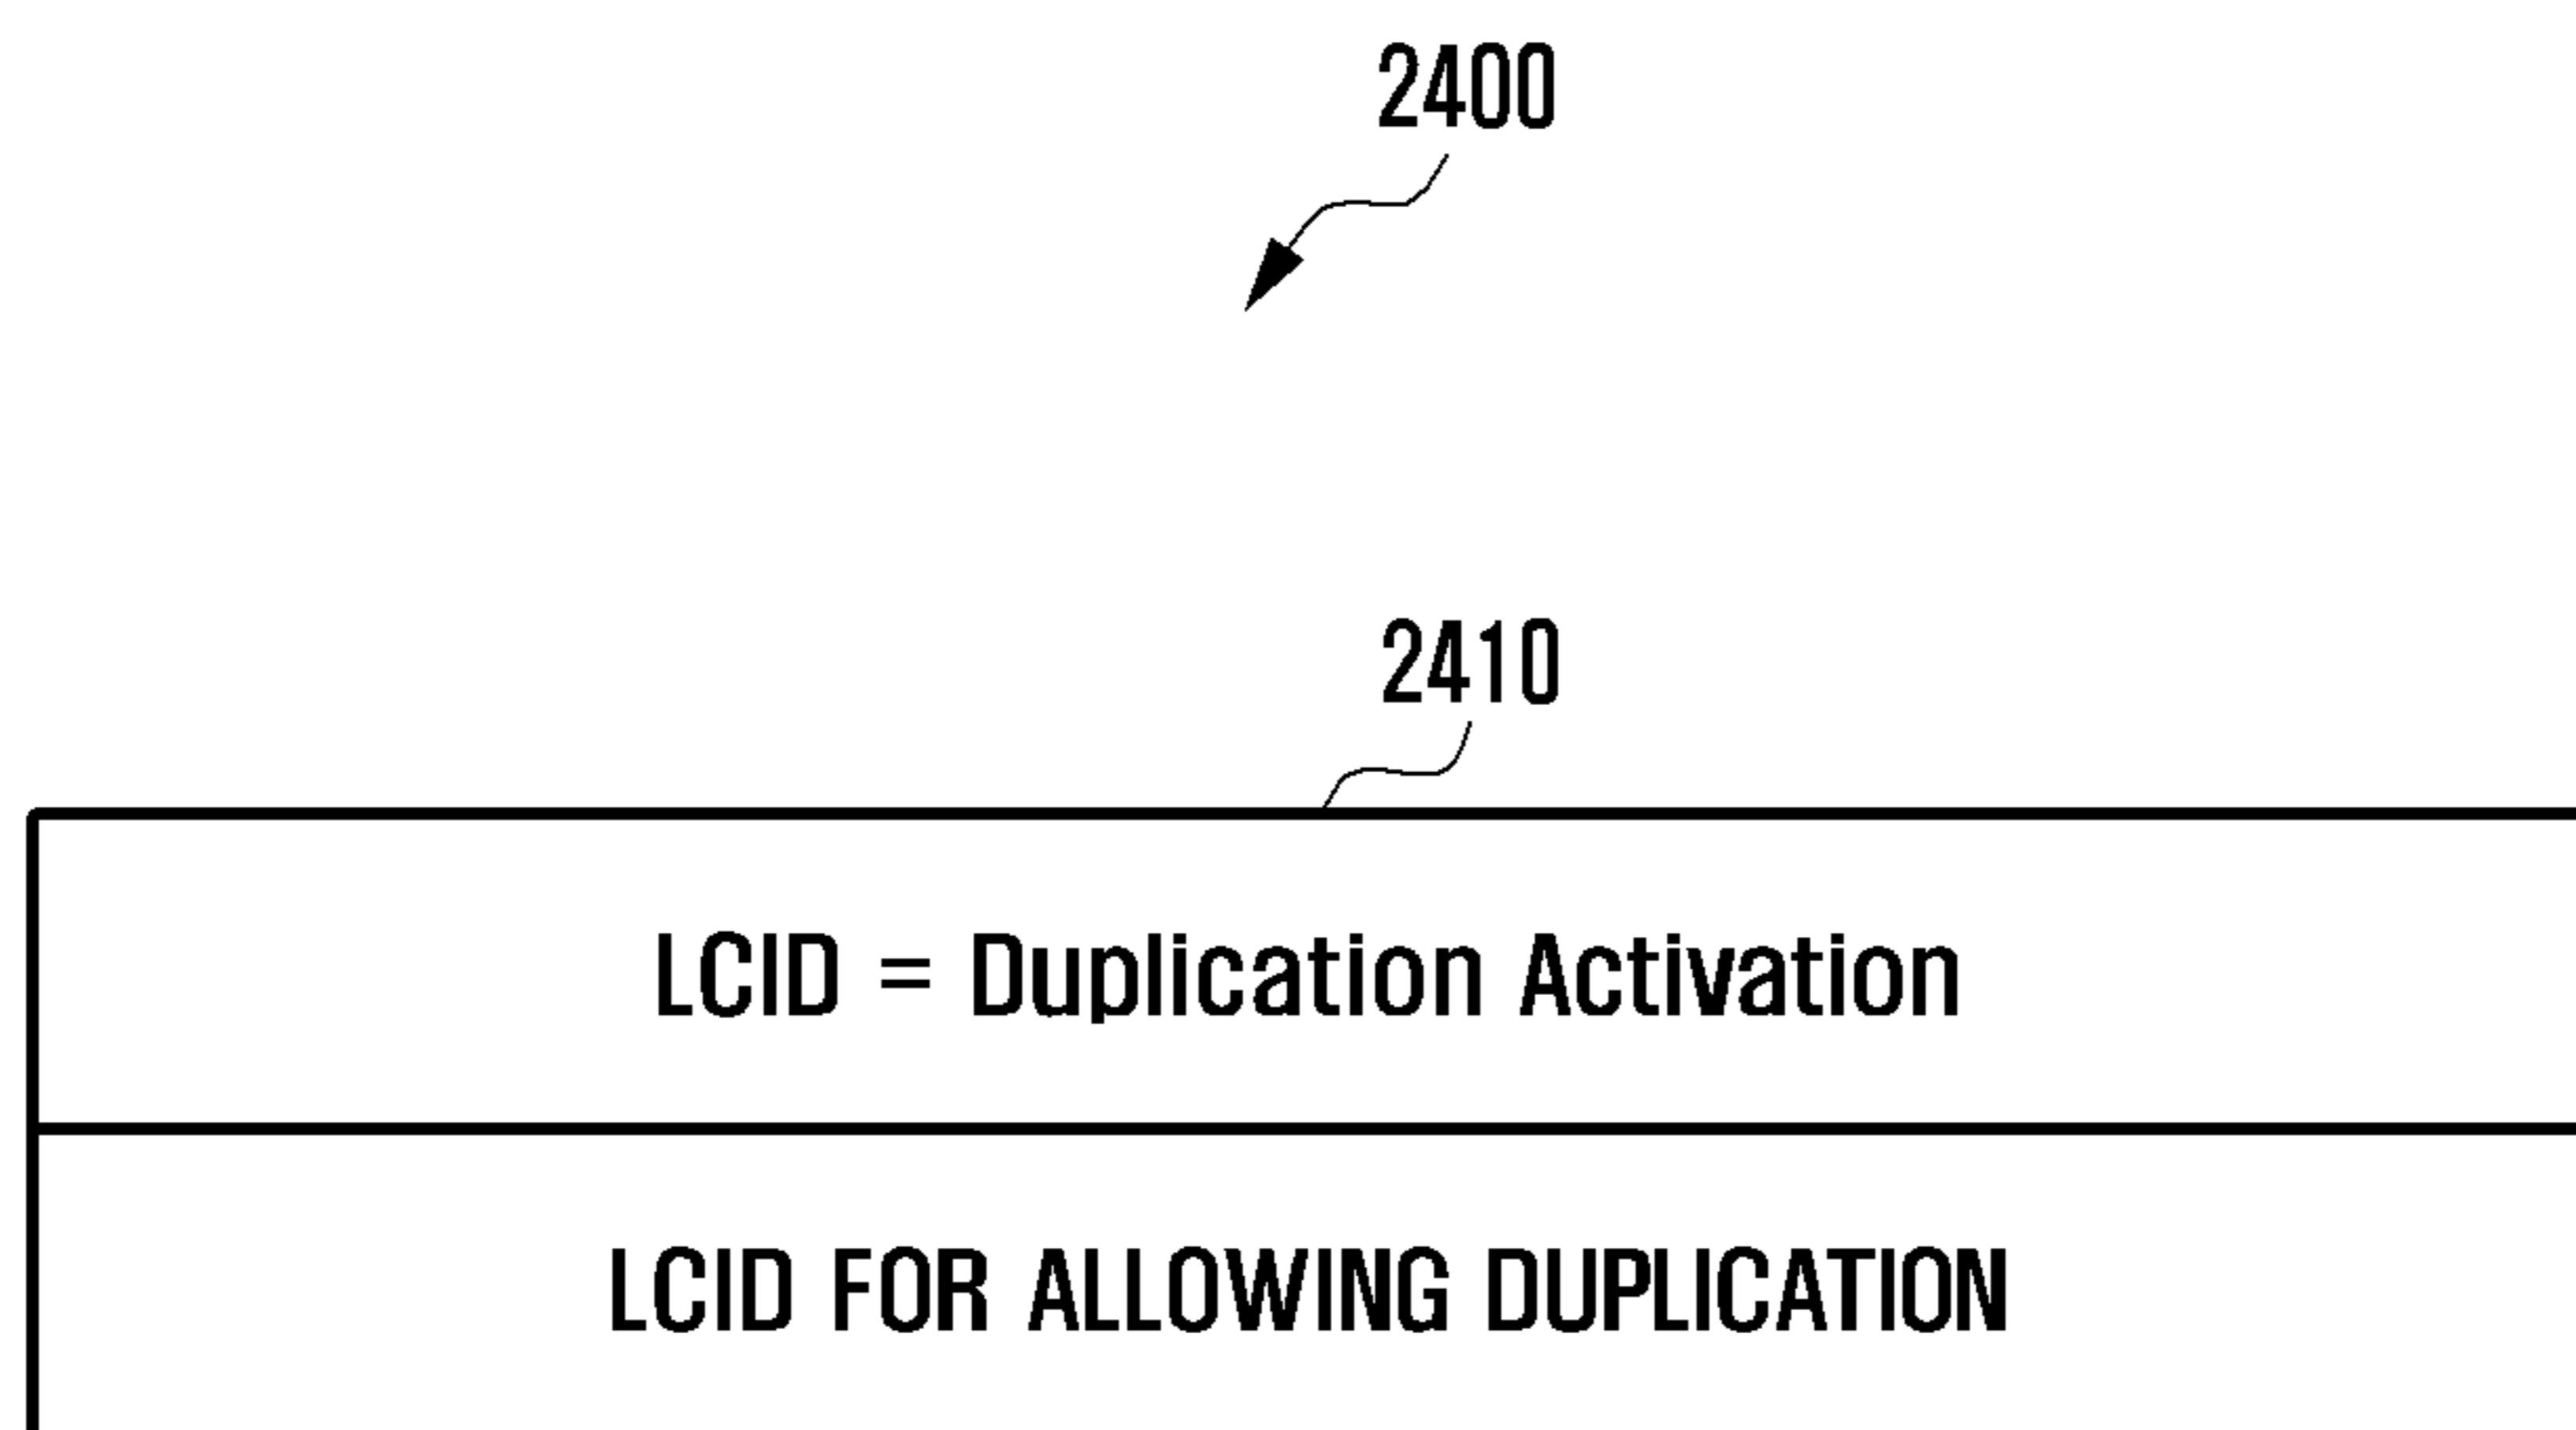 2400
2410
LCID = Duplication Activation
LCID FOR ALLOWING DUPLICATION